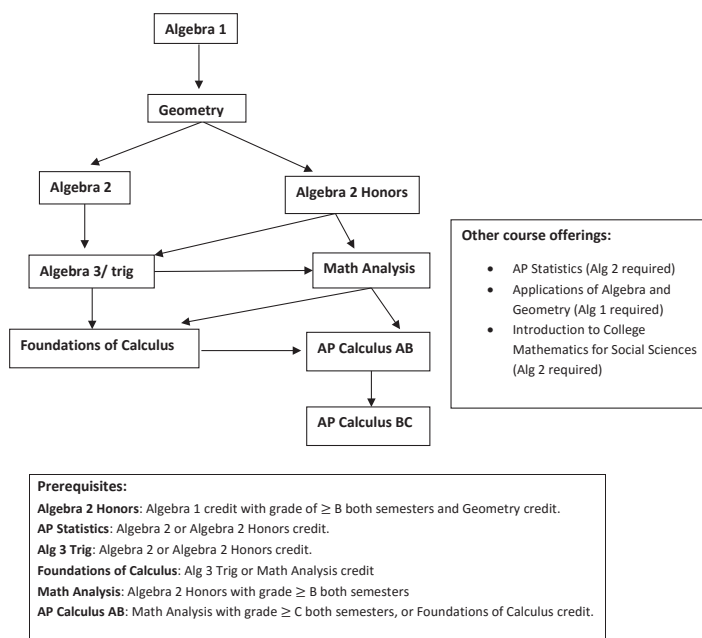 Algebra 1
Geometry
Algebra 2
Algebra 2 Honors
Algebra 3/ trig
Math Analysis
Foundations of Calculus
AP Calculus AB
AP Calculus BC
Other course offerings:
• AP Statistics (Alg 2 required)
• Applications of Algebra and
Geometry (Alg 1 required)
• Introduction to College
Mathematics for Social Sciences
(Alg 2 required)
Prerequisites:
Algebra 2 Honors: Algebra 1 credit with grade of ≥ B both semesters and Geometry credit.
AP Statistics: Algebra 2 or Algebra 2 Honors credit.
Alg 3 Trig: Algebra 2 or Algebra 2 Honors credit.
Foundations of Calculus: Alg 3 Trig or Math Analysis credit
Math Analysis: Algebra 2 Honors with grade ≥ B both semesters
AP Calculus AB: Math Analysis with grade ≥ C both semesters, or Foundations of Calculus credit.